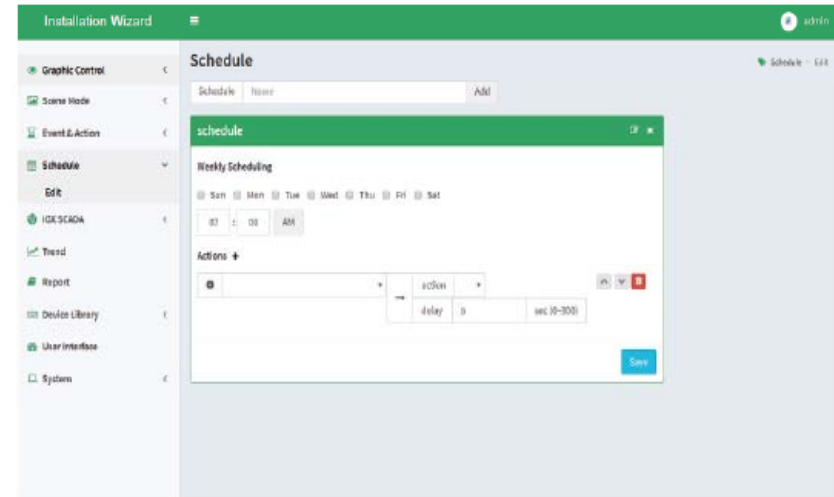 Installation Wizard
admin
Graphic Control
Scene Mode
Event & Action
Schedule
Edit
IOX SCADA
Trend
Report
Device Library
User Interface
System
Schedule
Schedule - Edit
Schedule Name Add
schedule
Weekly Scheduling
Sun Mon Tue Wed Thu Fri Sat
07 : 00 AM
Actions +
action
delay 0 sec (0~300)
Save